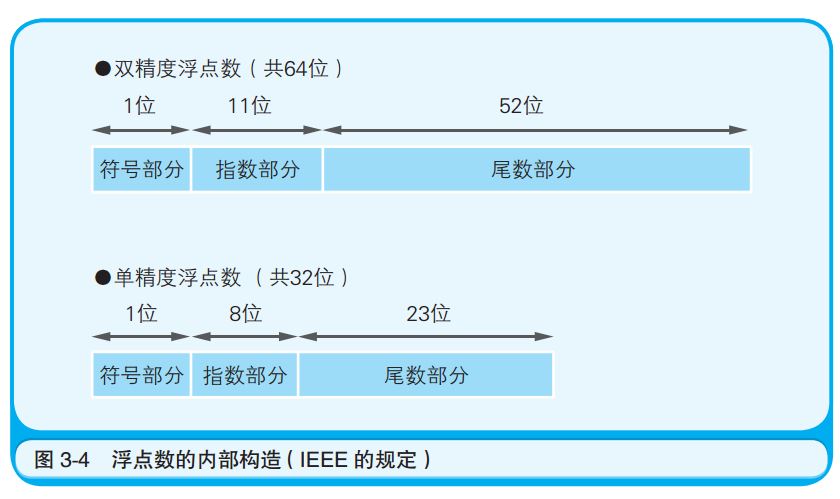 ●双精度浮点数（共64位）
1位 11位 52位
符号部分 指数部分 尾数部分
●单精度浮点数 （共32位）
1位 8位 23位
符号部分 指数部分 尾数部分
图 3-4 浮点数的内部构造（IEEE 的规定）